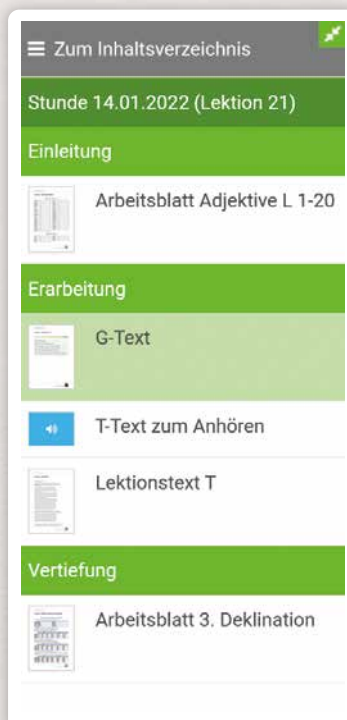 Zum Inhaltsverzeichnis
Stunde 14.01.2022 (Lektion 21)
Einleitung
Arbeitsblatt Adjektive L 1-20
Erarbeitung
G-Text
T-Text zum Anhören
Lektionstext T
Vertiefung
Arbeitsblatt 3. Deklination